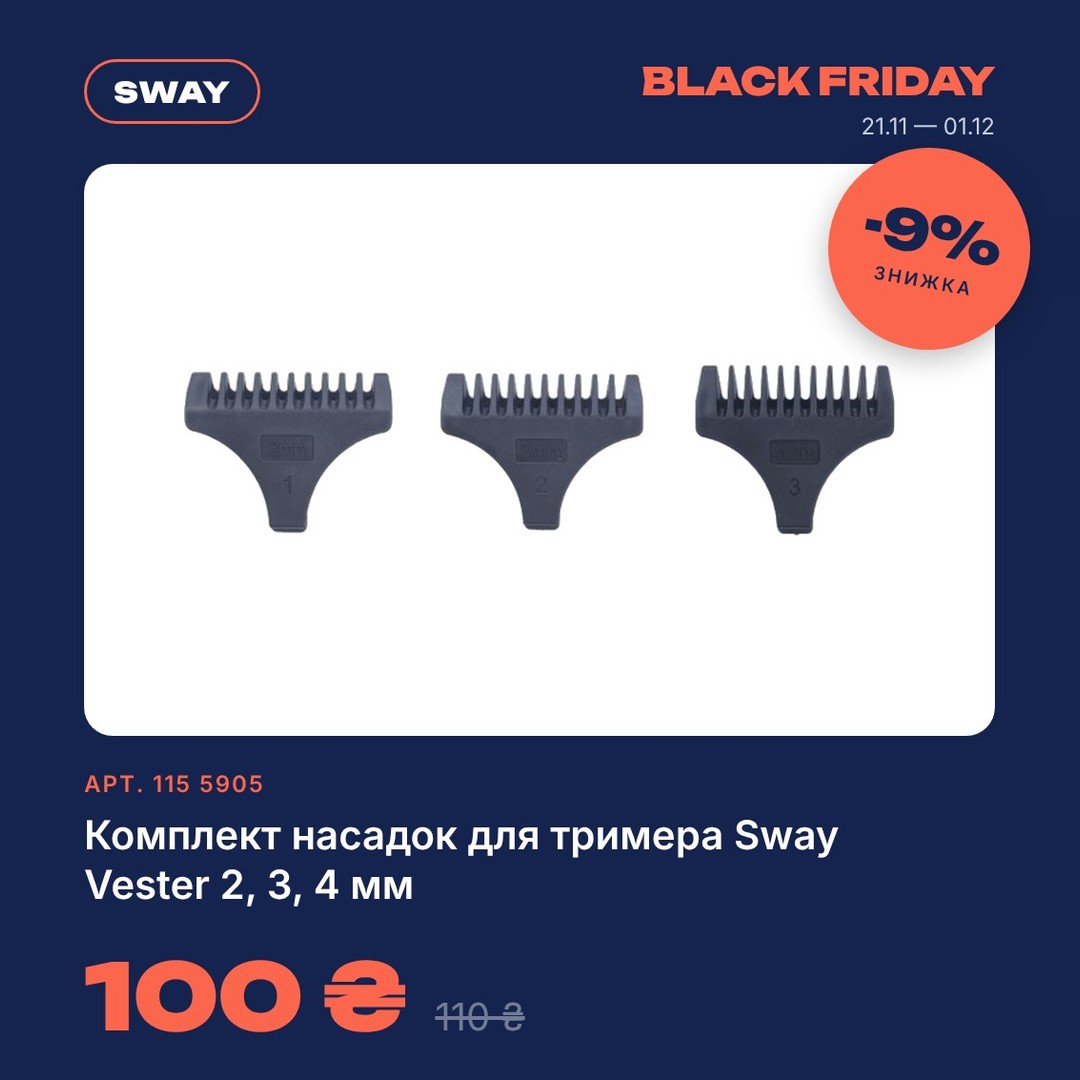 SWAY
BLACK FRIDAY
21.11 — 01.12
-9%
ЗНИЖКА
1
2
3
АРТ. 115 5905
Комплект насадок для тримера Sway
Vester 2, 3, 4 мм
100 ₴
110 ₴